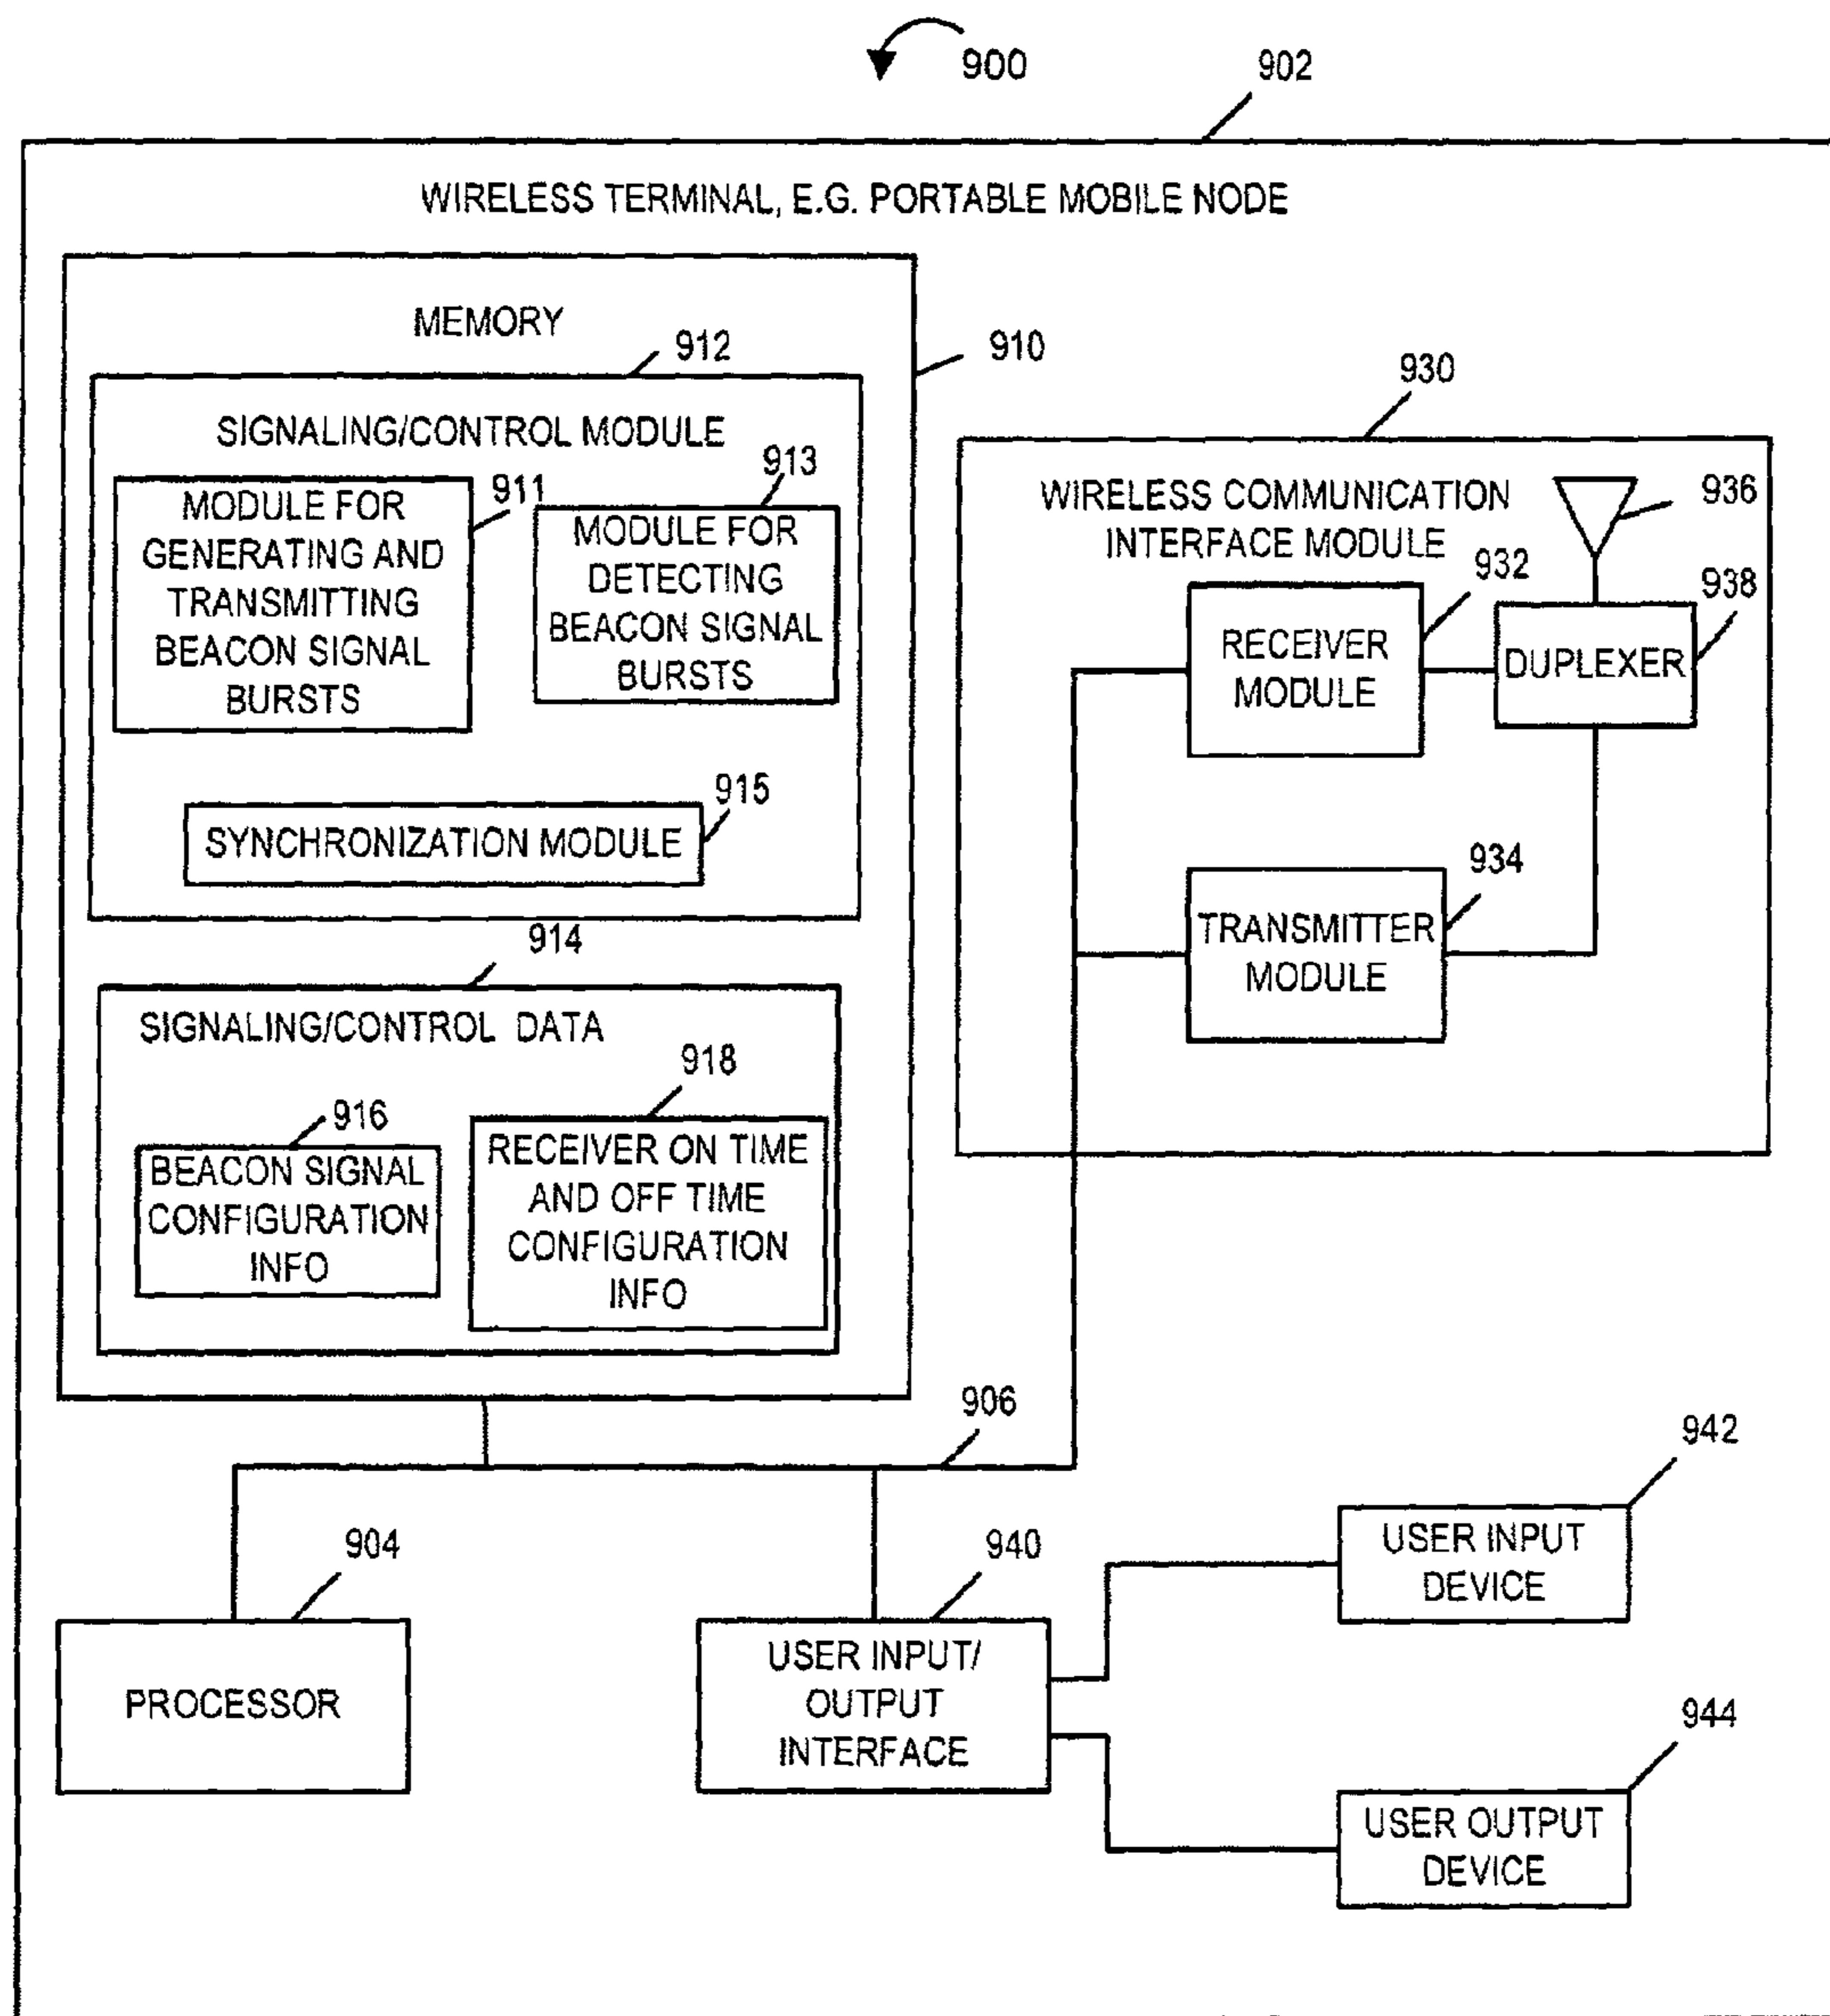 900
902
WIRELESS TERMINAL, E.G. PORTABLE MOBILE NODE
MEMORY
910
912
SIGNALING/CONTROL MODULE
911
MODULE FOR
GENERATING AND
TRANSMITTING
BEACON SIGNAL
BURSTS
913
MODULE FOR
DETECTING
BEACON SIGNAL
BURSTS
915
SYNCHRONIZATION MODULE
914
SIGNALING/CONTROL DATA
916
BEACON SIGNAL
CONFIGURATION
INFO
918
RECEIVER ON TIME
AND OFF TIME
CONFIGURATION
INFO
930
WIRELESS COMMUNICATION
INTERFACE MODULE
936
932
RECEIVER
MODULE
938
DUPLEXER
934
TRANSMITTER
MODULE
906
904
PROCESSOR
940
USER INPUT/
OUTPUT
INTERFACE
942
USER INPUT
DEVICE
944
USER OUTPUT
DEVICE